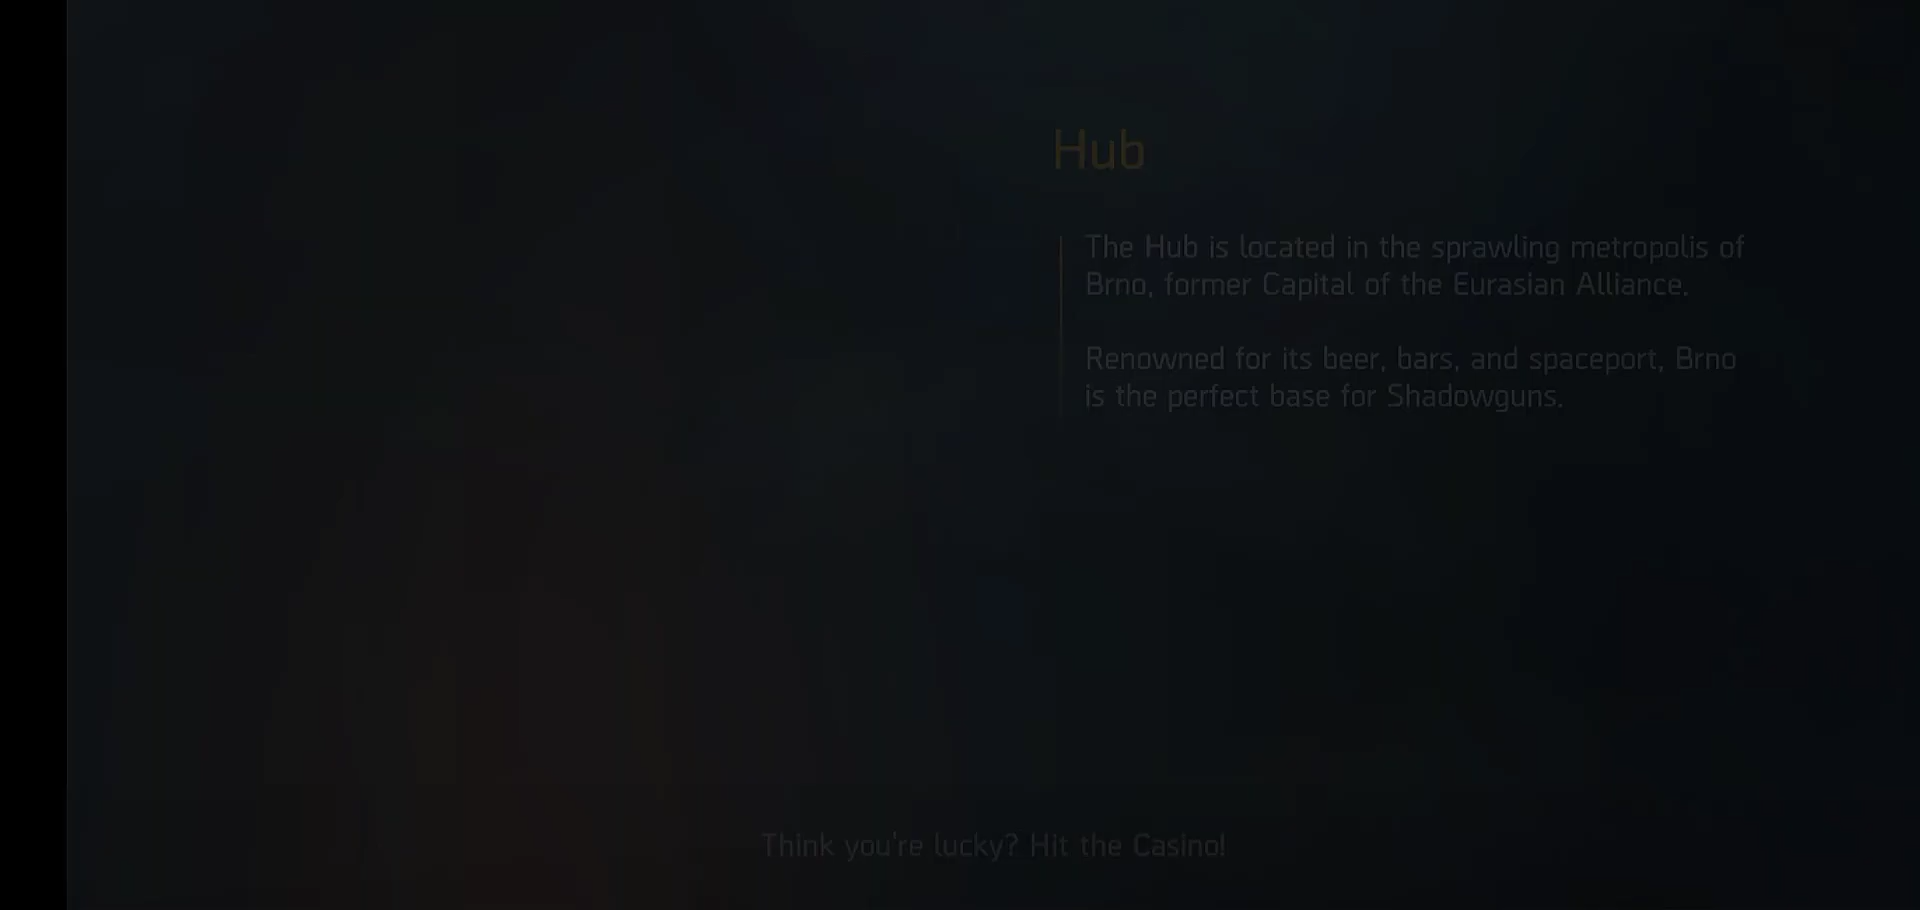 Hub
The Hub is located in the sprawling metropolis of
Brno, former Capital of the Eurasian Alliance.
Renowned for its beer, bars, and spaceport, Brno
is the perfect base for Shadowguns.
Think you're lucky? Hit the Casino!